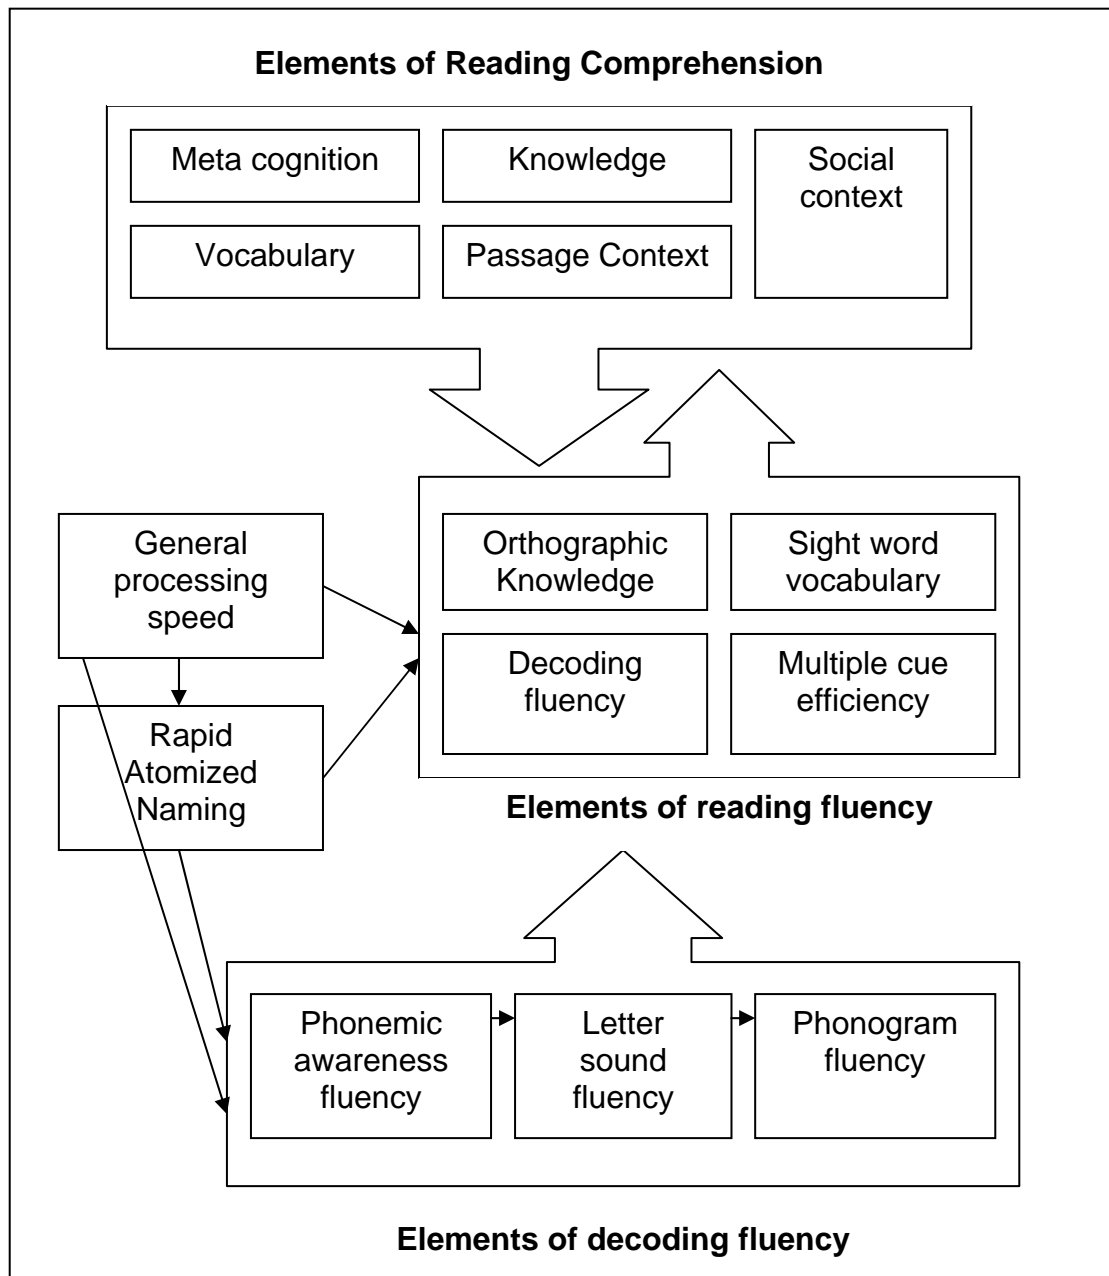 Elements of Reading Comprehension
Meta cognition
Knowledge
Social
context
Vocabulary
Passage Context
General
processing
speed
Orthographic
Knowledge
Sight word
vocabulary
Decoding
fluency
Multiple cue
efficiency
Rapid
Atomized
Naming
Elements of reading fluency
Phonemic
awareness
fluency
Letter
sound
fluency
Phonogram
fluency
Elements of decoding fluency